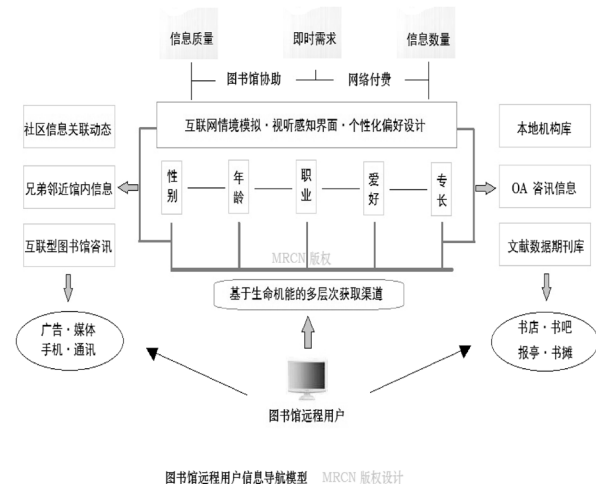 信息质量
即时需求
信息数量
图书馆协助
网络付费
社区信息关联动态
互联网情境模拟·视听感知界面·个性化偏好设计
本地机构库
兄弟邻近馆内信息
性别
年龄
职业
爱好
专长
OA 咨讯信息
互联型图书馆咨讯
MRCN 版权
文献数据期刊库
基于生命机能的多层次获取渠道
广告·媒体
手机·通讯
书店·书吧
报亭·书摊
图书馆远程用户
图书馆远程用户信息导航模型 MRCN 版权设计